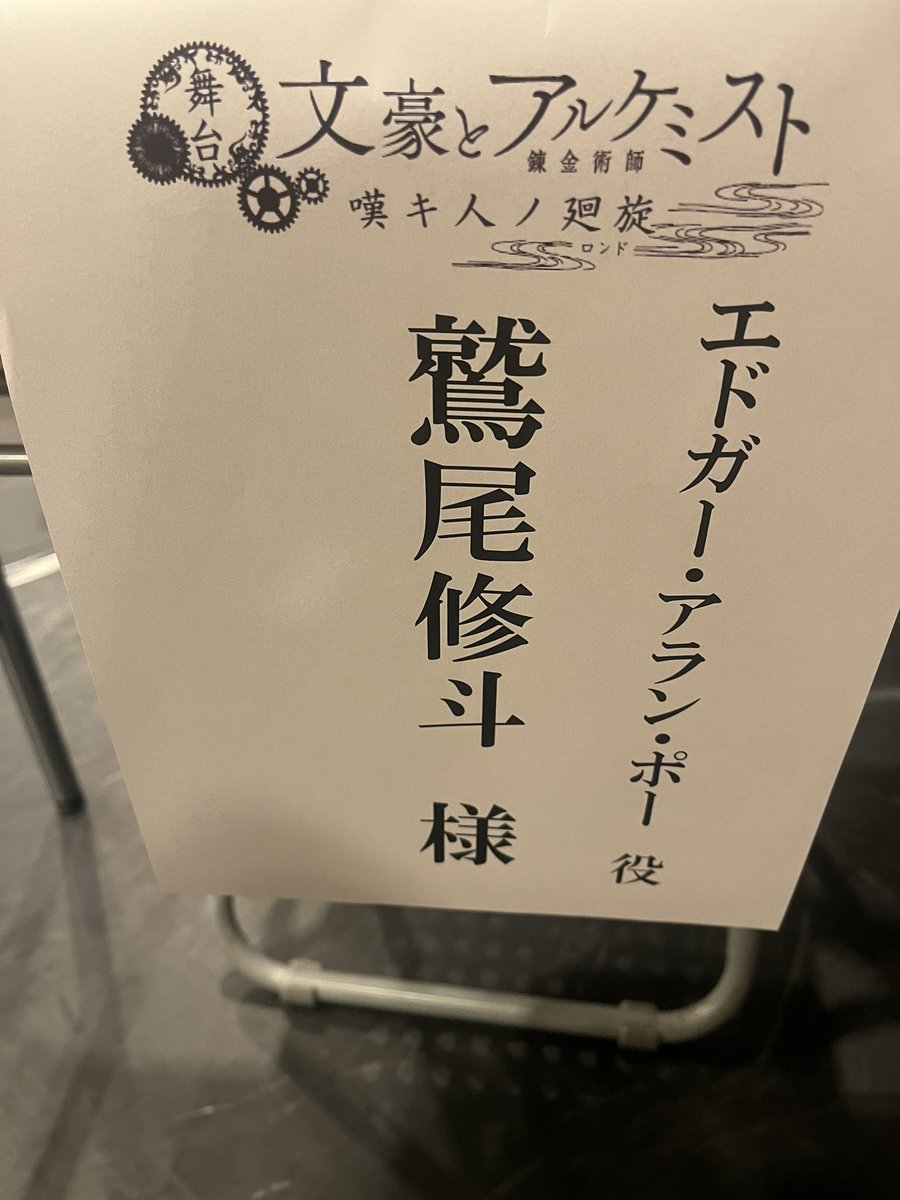 舞台
文豪とアルケミスト
錬金術師
嘆キ人ノ廻旋
ロンド
エドガー・アラン・ポー 役
鷲尾修斗 様